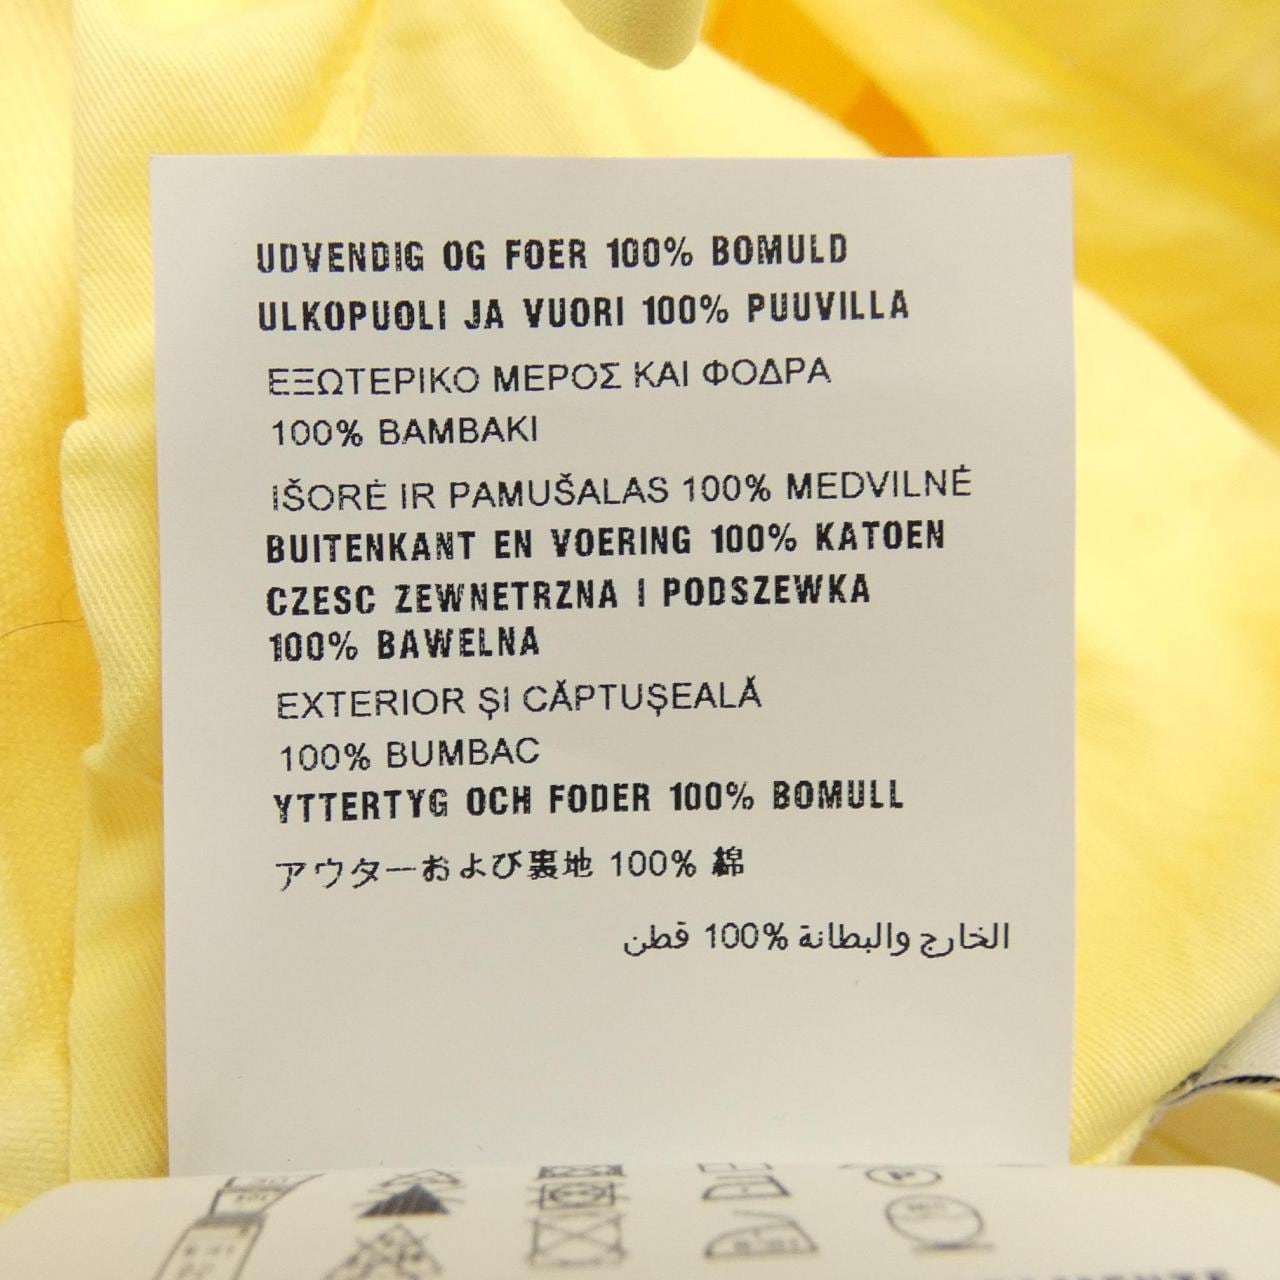 UDVENDIG OG FOER 100% BOMULD
ULKOPUOLI JA VUORI 100% PUUVILLA
ΕΞΩΤΕΡΙΚΟ ΜΕΡΟΣ ΚΑΙ ΦΟΔΡΑ
100% ΒΑΜΒΑΚΙ
IŠORĖ IR PAMUŠALAS 100% MEDVILNĖ
BUITENKANT EN VOERING 100% KATOEN
CZESC ZEWNETRZNA I PODSZEWKA
100% BAWELNA
EXTERIOR ŞI CĂPTUŞEALĂ
100% BUMBAC
YTTERTYG OCH FODER 100% BOMULL
アウターおよび裏地 100% 綿
الخارج والبطانة 100% قطن